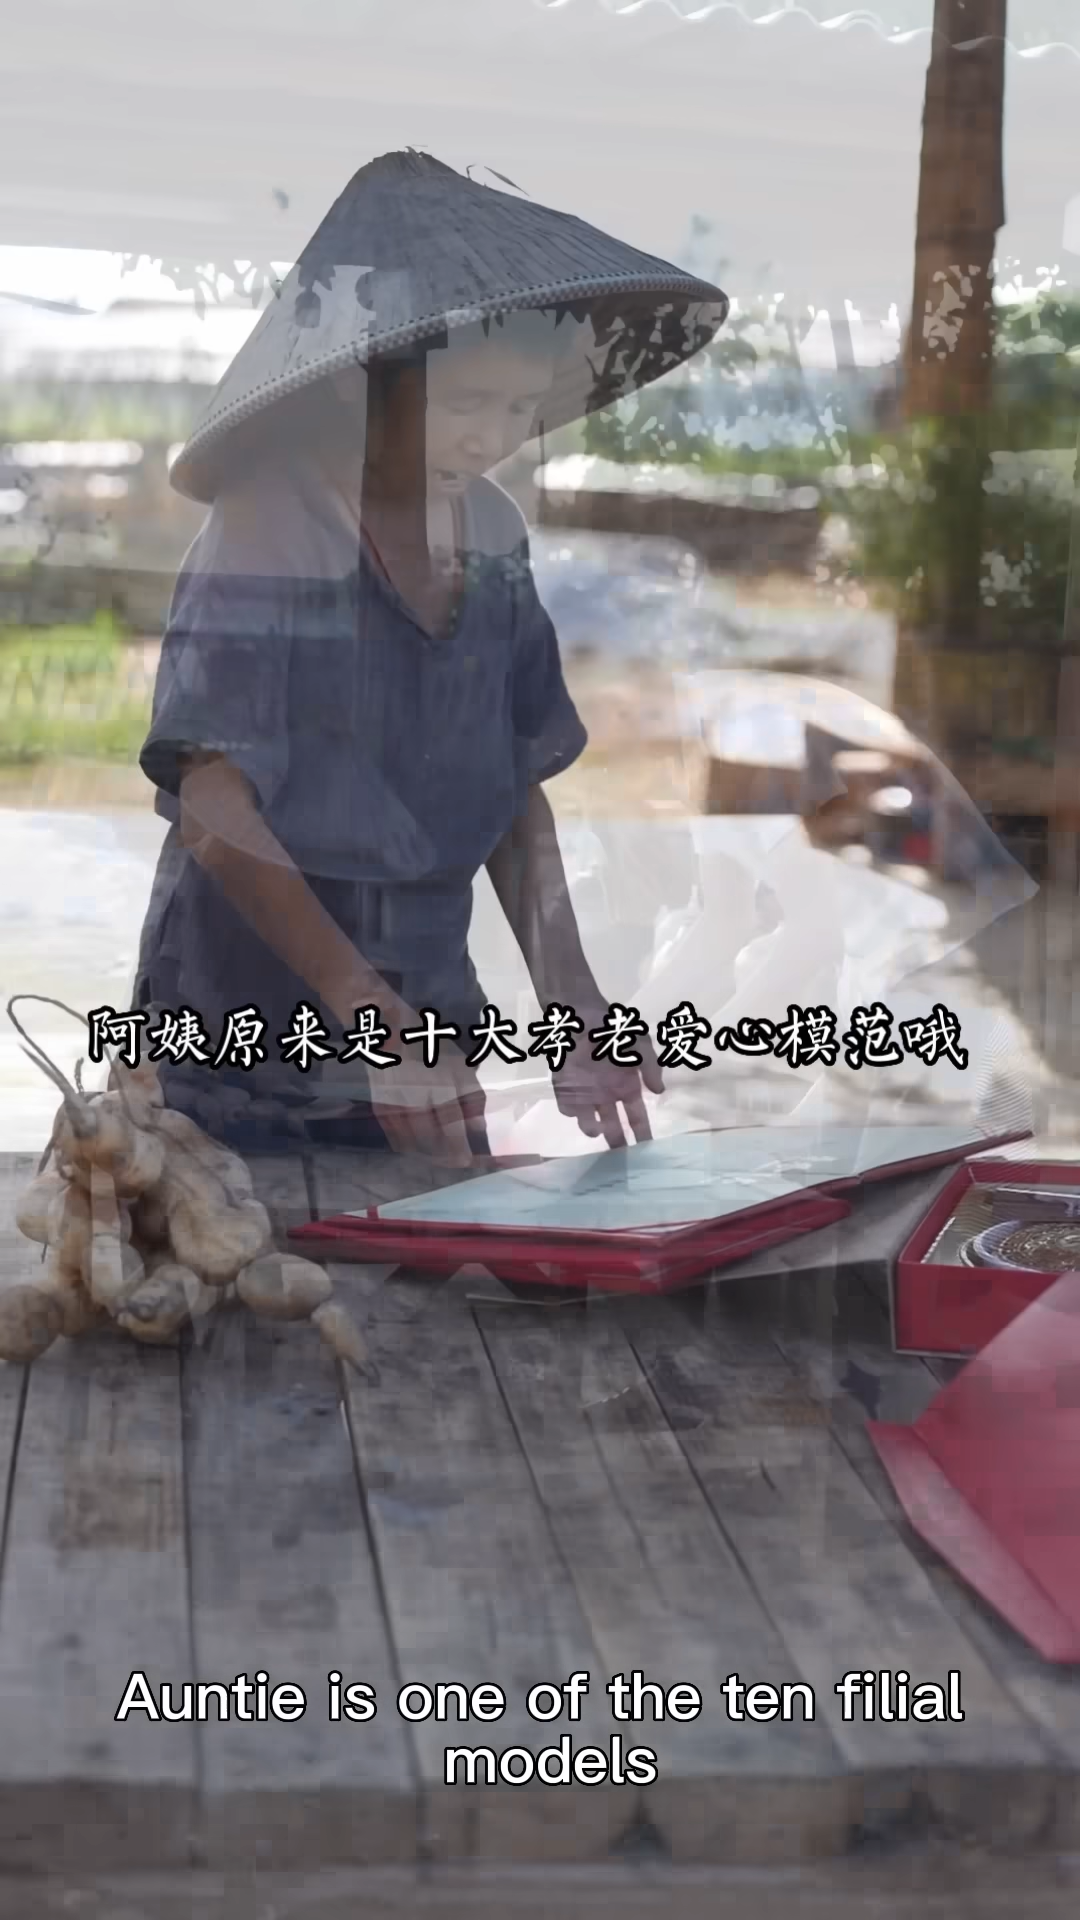 阿姨原来是十大孝老爱心模范哦
Auntie is one of the ten filial
models